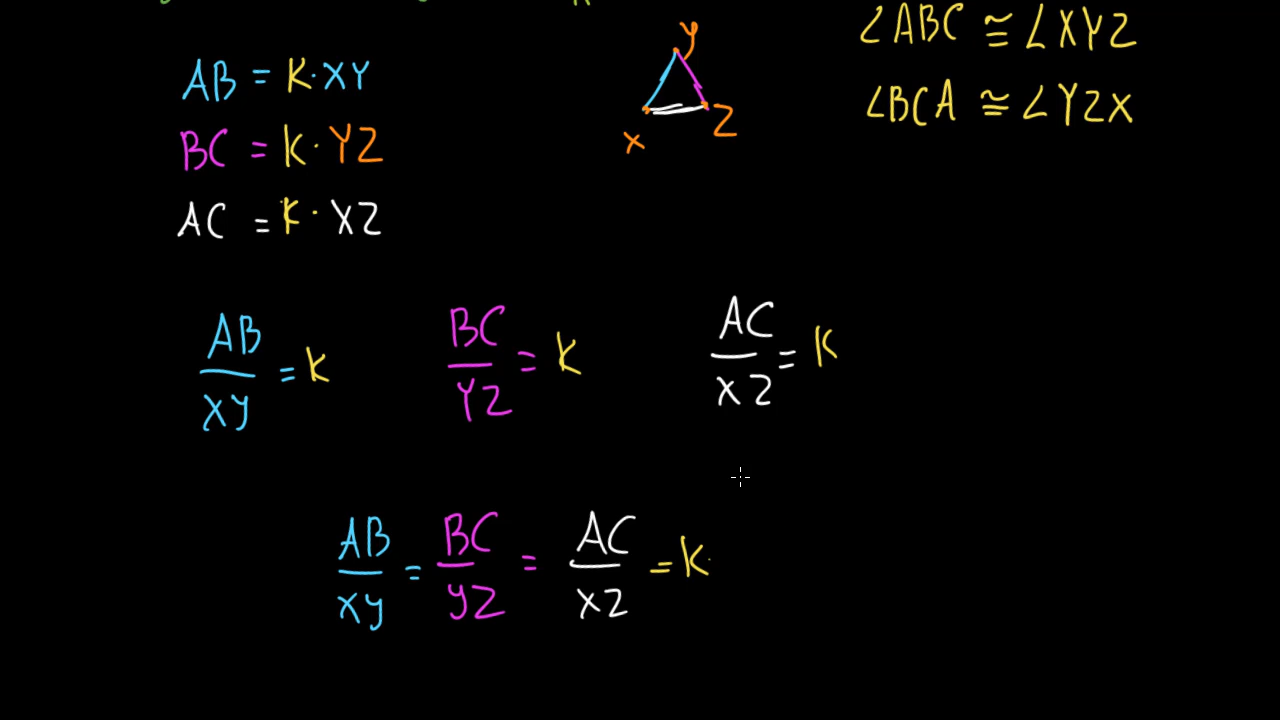 ∠ABC ≅ ∠XYZ
∠BCA ≅ ∠YZX
Y
X
Z
AB = K·XY
BC = K·YZ
AC = K·XZ
AB/XY = K
BC/YZ = K
AC/XZ = K
AB/XY = BC/YZ = AC/XZ = K